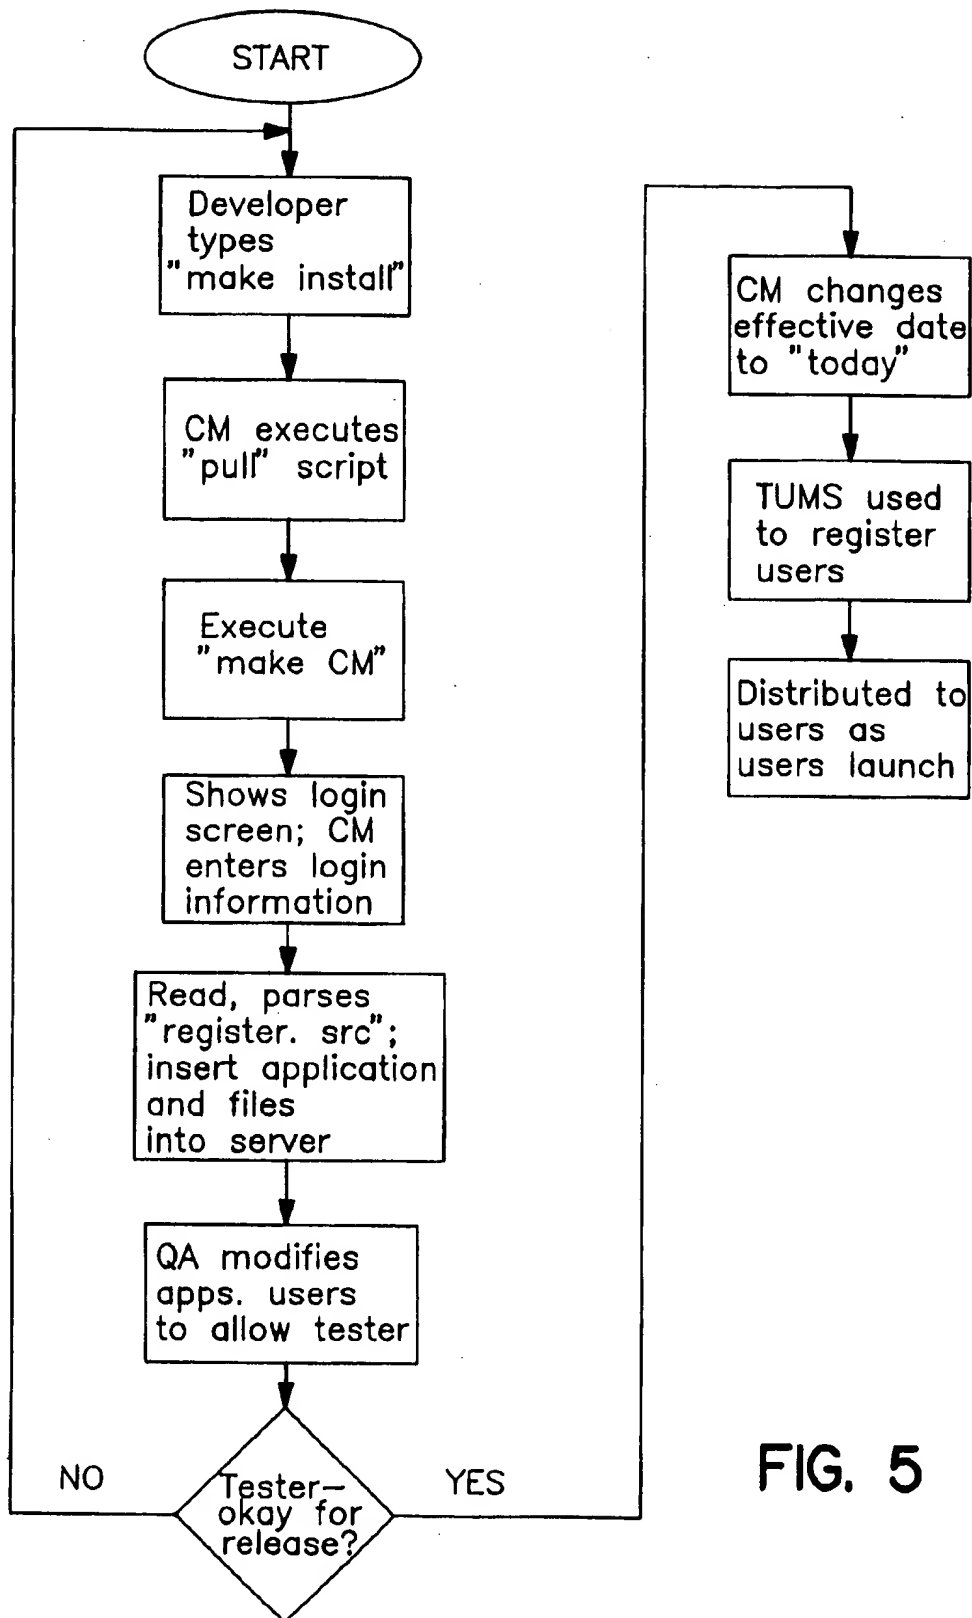 START
Developer
types
"make install"
CM executes
"pull" script
Execute
"make CM"
Shows login
screen; CM
enters login
information
Read, parses
"register. src";
insert application
and files
into server
QA modifies
apps. users
to allow tester
Tester—
okay for
release?
NO
YES
CM changes
effective date
to "today"
TUMS used
to register
users
Distributed to
users as
users launch
FIG. 5